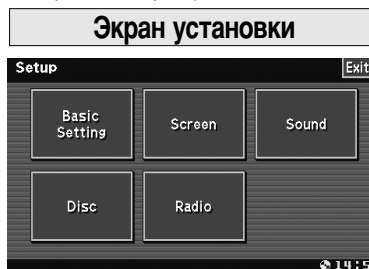 Экран установки
Setup Exit
Basic
Setting
Screen
Sound
Disc
Radio